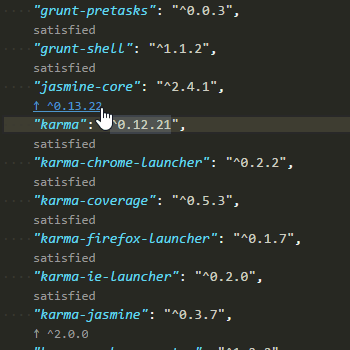 "grunt-pretasks": "^0.0.3",
satisfied
"grunt-shell": "^1.1.2",
satisfied
"jasmine-core": "^2.4.1",
↑ ^0.13.22
"karma": "^0.12.21",
satisfied
"karma-chrome-launcher": "^0.2.2",
satisfied
"karma-coverage": "^0.5.3",
satisfied
"karma-firefox-launcher": "^0.1.7",
satisfied
"karma-ie-launcher": "^0.2.0",
satisfied
"karma-jasmine": "^0.3.7",
↑ ^2.0.0